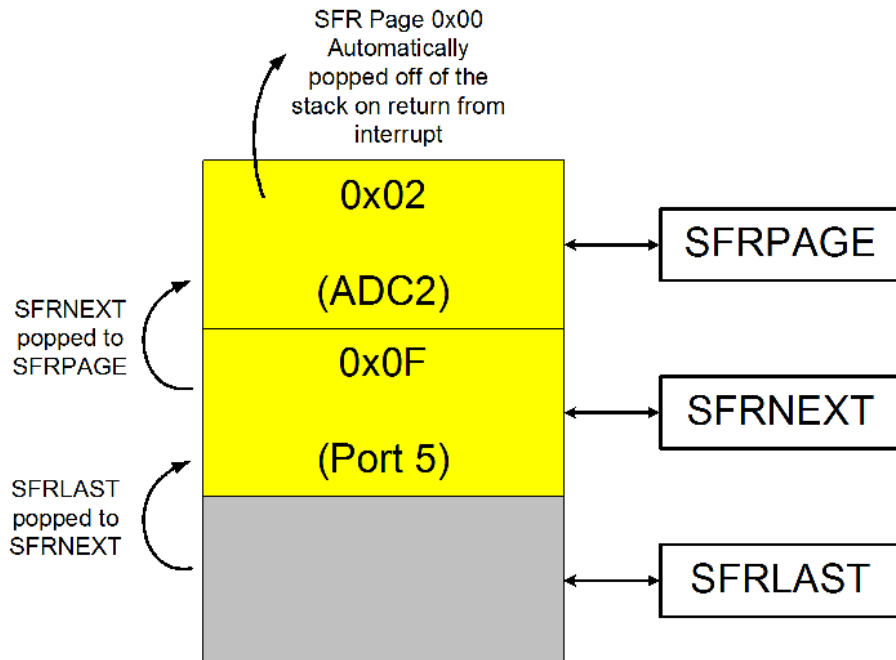 SFR Page 0x00
Automatically
popped off of the
stack on return from
interrupt
0x02
(ADC2)
SFRPAGE
SFRNEXT
popped to
SFRPAGE
0x0F
(Port 5)
SFRNEXT
SFRLAST
popped to
SFRNEXT
SFRLAST